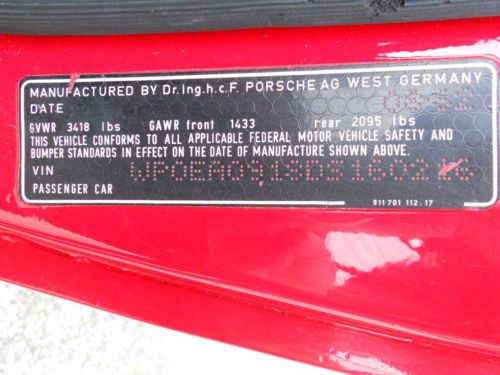 MANUFACTURED BY Dr.Ing.h.c.F. PORSCHE AG WEST GERMANY
DATE
GVWR 3418 lbs GAWR front 1433 rear 2095 lbs
THIS VEHICLE CONFORMS TO ALL APPLICABLE FEDERAL MOTOR VEHICLE SAFETY AND
BUMPER STANDARDS IN EFFECT ON THE DATE OF MANUFACTURE SHOWN ABOVE.
VIN
PASSENGER CAR 911 701 112 .17